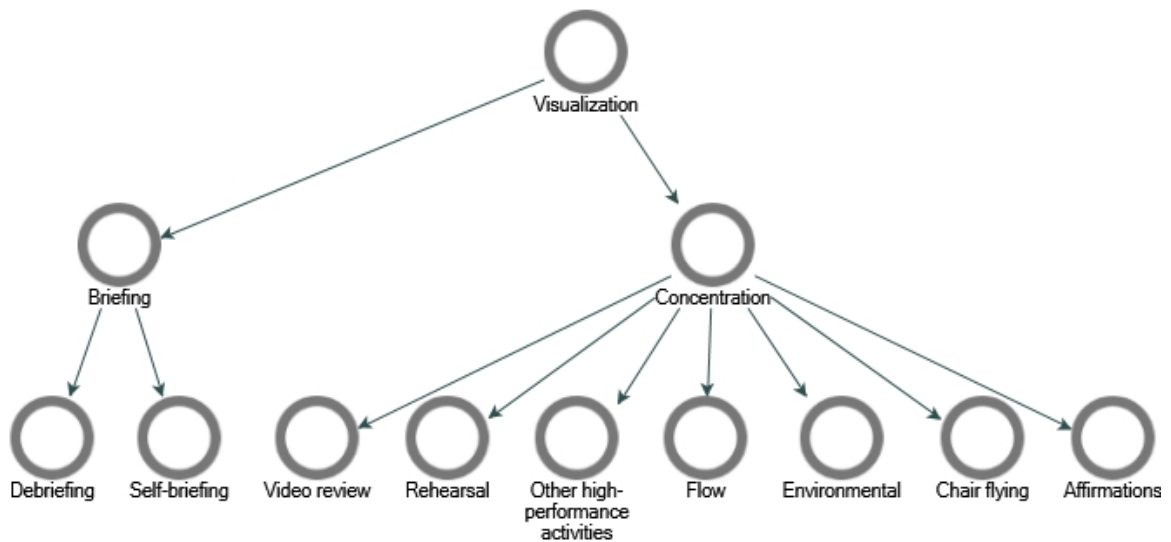 Visualization
Briefing
Concentration
Debriefing
Self-briefing
Video review
Rehearsal
Other high-
performance
activities
Flow
Environmental
Chair flying
Affirmations